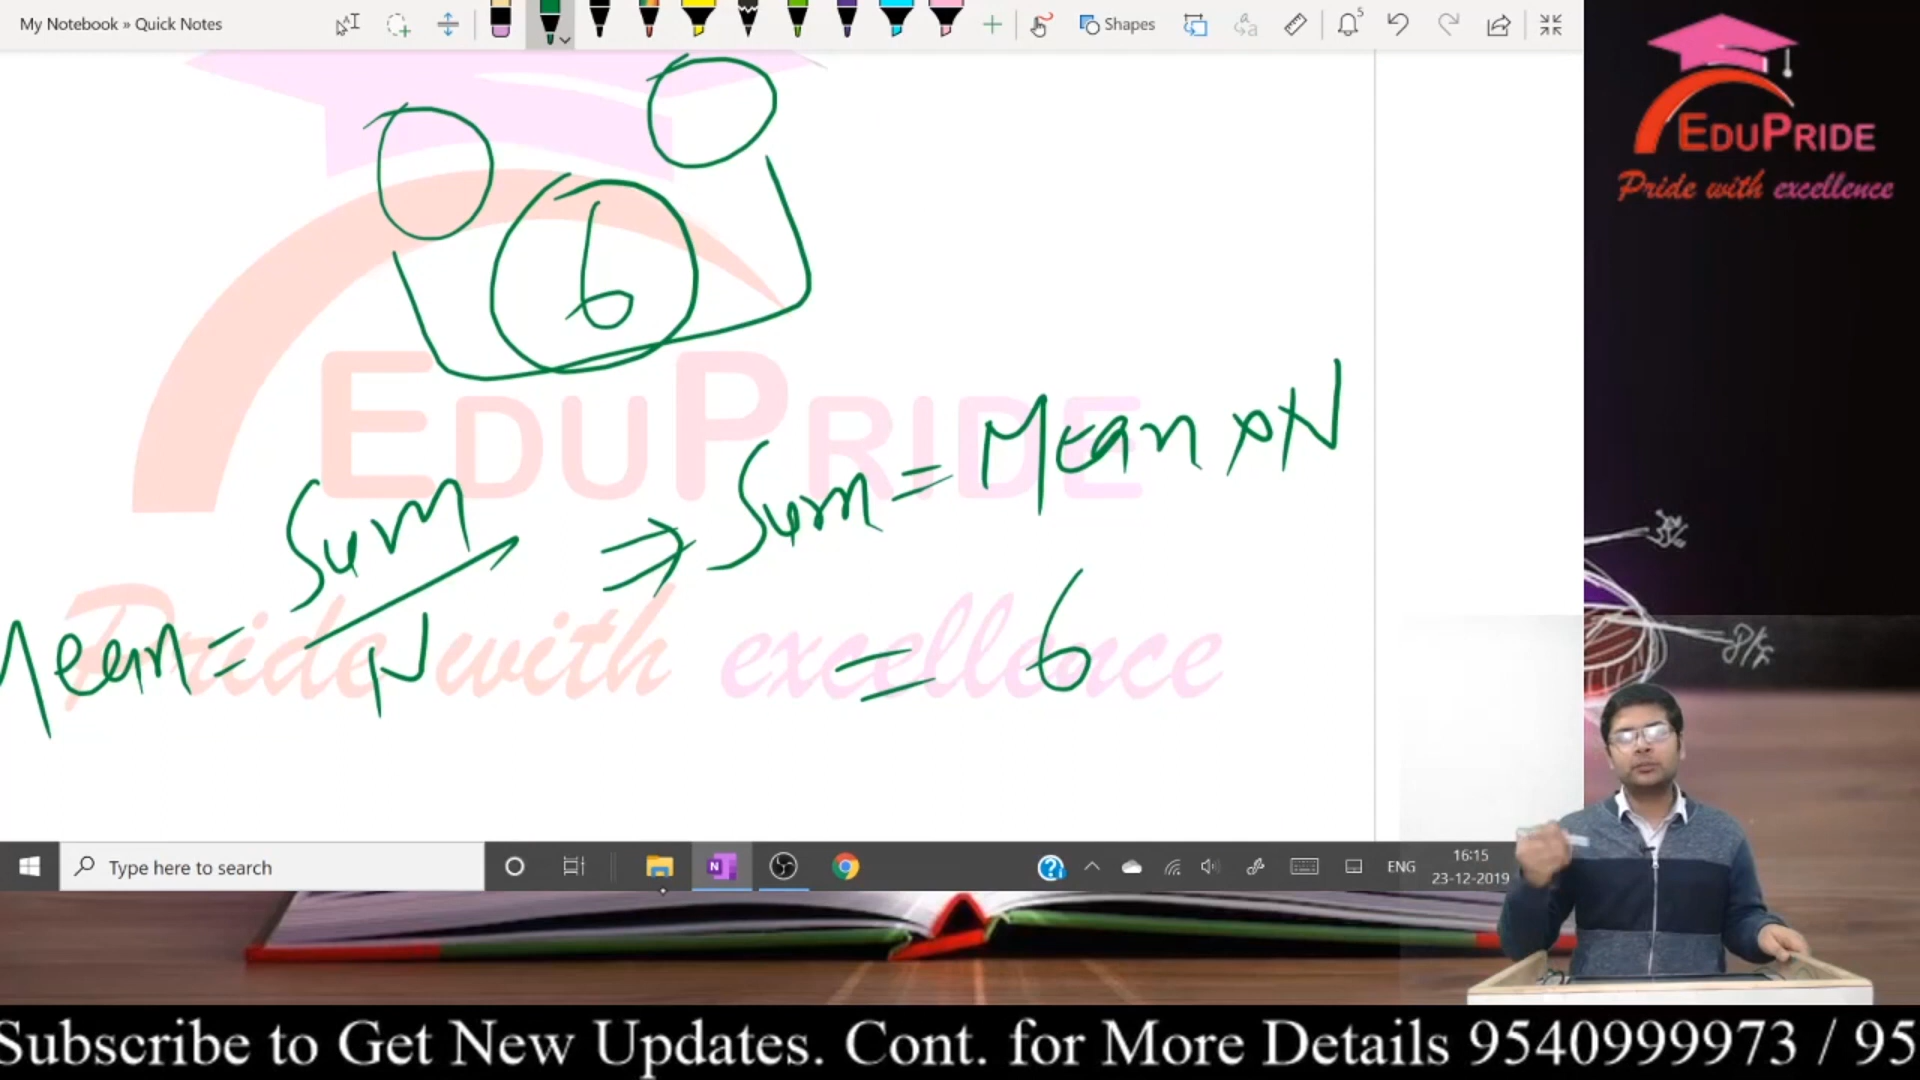 My Notebook » Quick Notes
Shapes
5
EDUPRIDE
Pride with excellence
6
EDUPRIDE
Pride with excellence
Mean = Sum / N ⇒ Sum = Mean × N
= 6
Type here to search
ENG
16:15
23-12-2019
Subscribe to Get New Updates. Cont. for More Details 9540999973 / 95